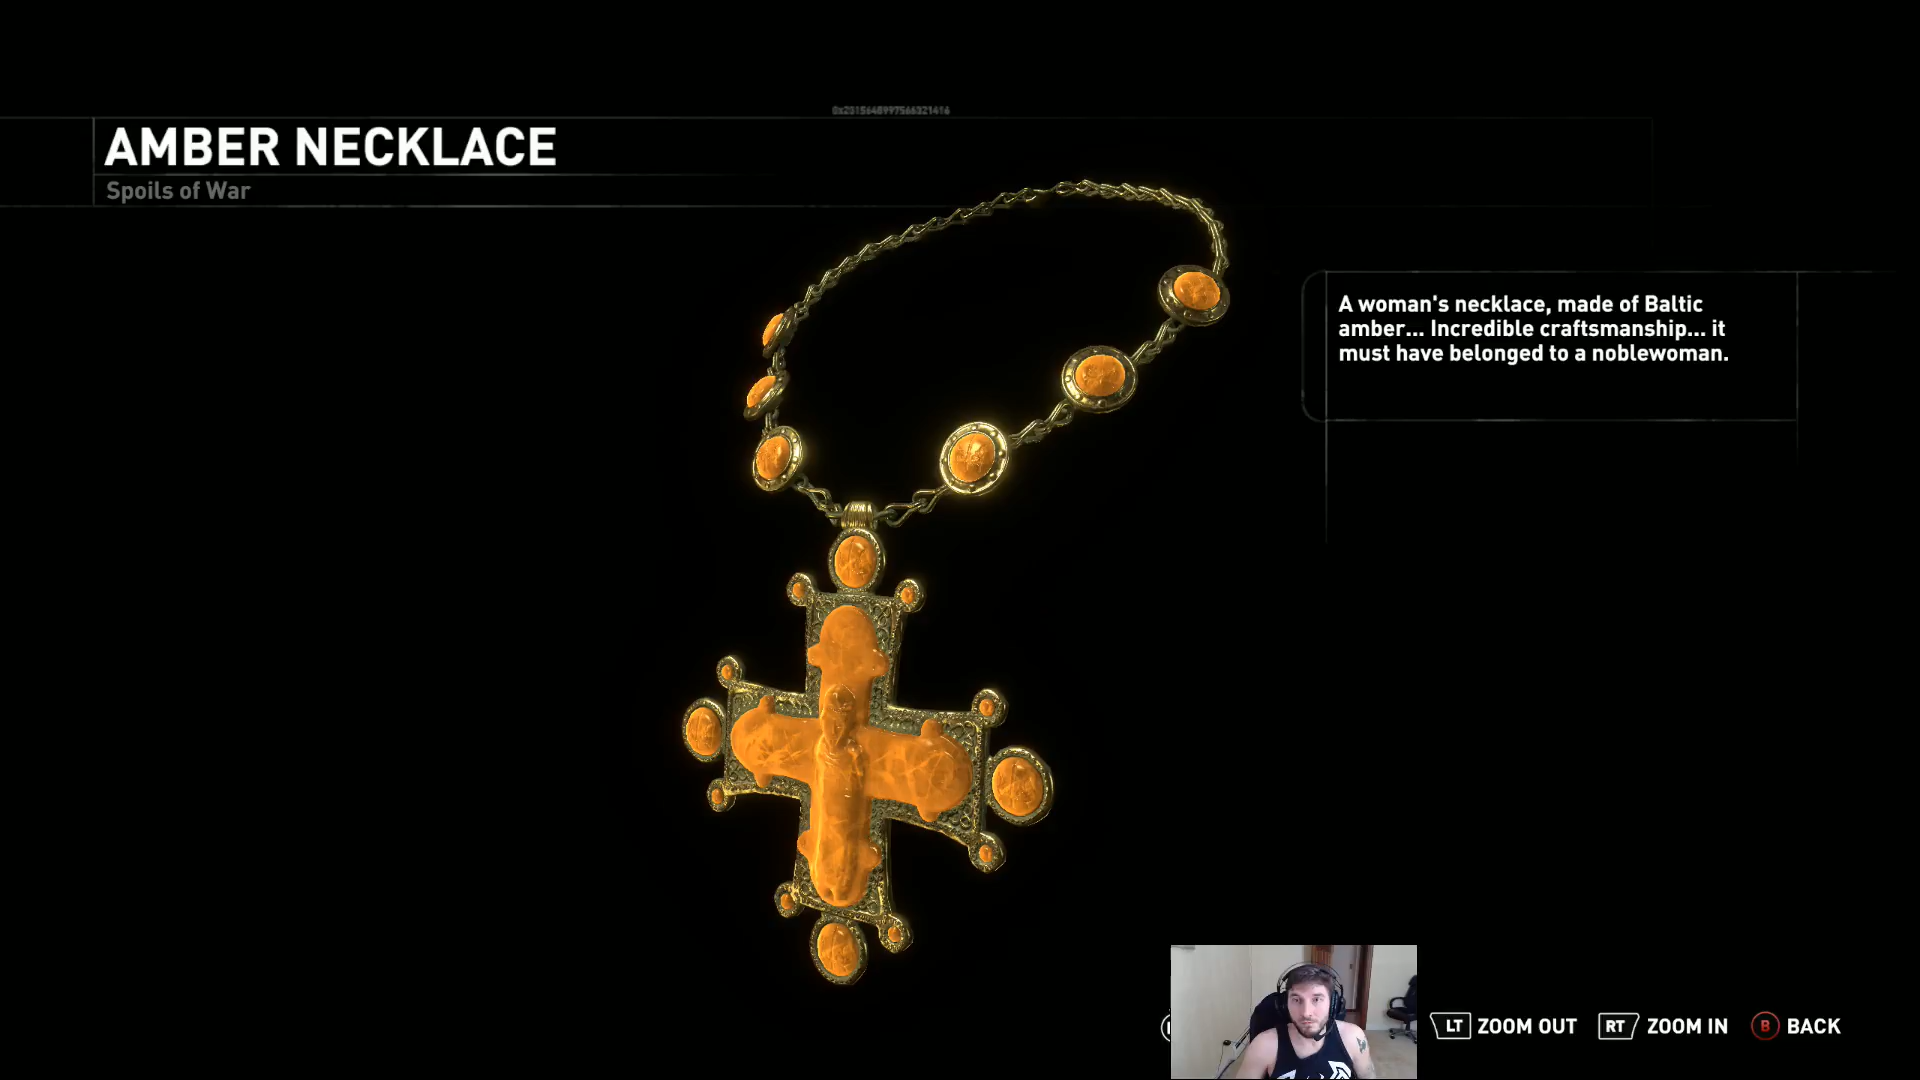 AMBER NECKLACE
Spoils of War
A woman's necklace, made of Baltic
amber... Incredible craftsmanship... it
must have belonged to a noblewoman.
LT ZOOM OUT RT ZOOM IN B BACK